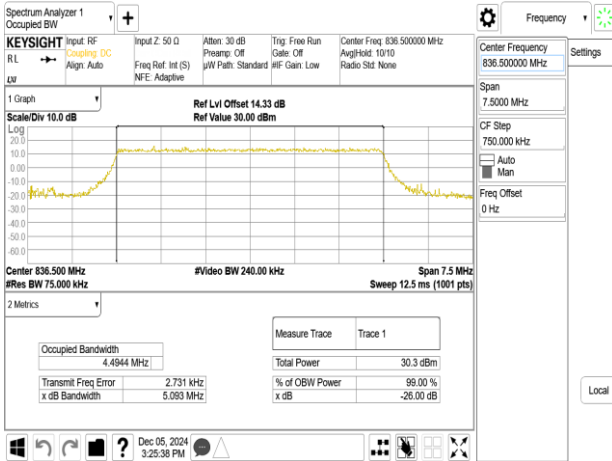 Spectrum Analyzer 1
Occupied BW
Frequency
KEYSIGHT
RL
Input: RF
Coupling: DC
Align: Auto
Input Z: 50 Ω
Freq Ref: Int (S)
NFE: Adaptive
Atten: 30 dB
Preamp: Off
µW Path: Standard
Trig: Free Run
Gate: Off
#IF Gain: Low
Center Freq: 836.500000 MHz
Avg|Hold: 10/10
Radio Std: None
Center Frequency
836.500000 MHz
Settings
Span
7.5000 MHz
CF Step
750.000 kHz
Auto
Man
Freq Offset
0 Hz
Local
1 Graph
Scale/Div 10.0 dB
Ref Lvl Offset 14.33 dB
Ref Value 30.00 dBm
Log
20.0
10.0
0.00
-10.0
-20.0
-30.0
-40.0
-50.0
-60.0
Center 836.500 MHz
#Video BW 240.00 kHz
Span 7.5 MHz
#Res BW 75.000 kHz
Sweep 12.5 ms (1001 pts)
2 Metrics
Measure Trace
Trace 1
Occupied Bandwidth
4.4944 MHz
Total Power
30.3 dBm
Transmit Freq Error
2.731 kHz
% of OBW Power
99.00 %
x dB Bandwidth
5.093 MHz
x dB
-26.00 dB
?
Dec 05, 2024
3:25:38 PM